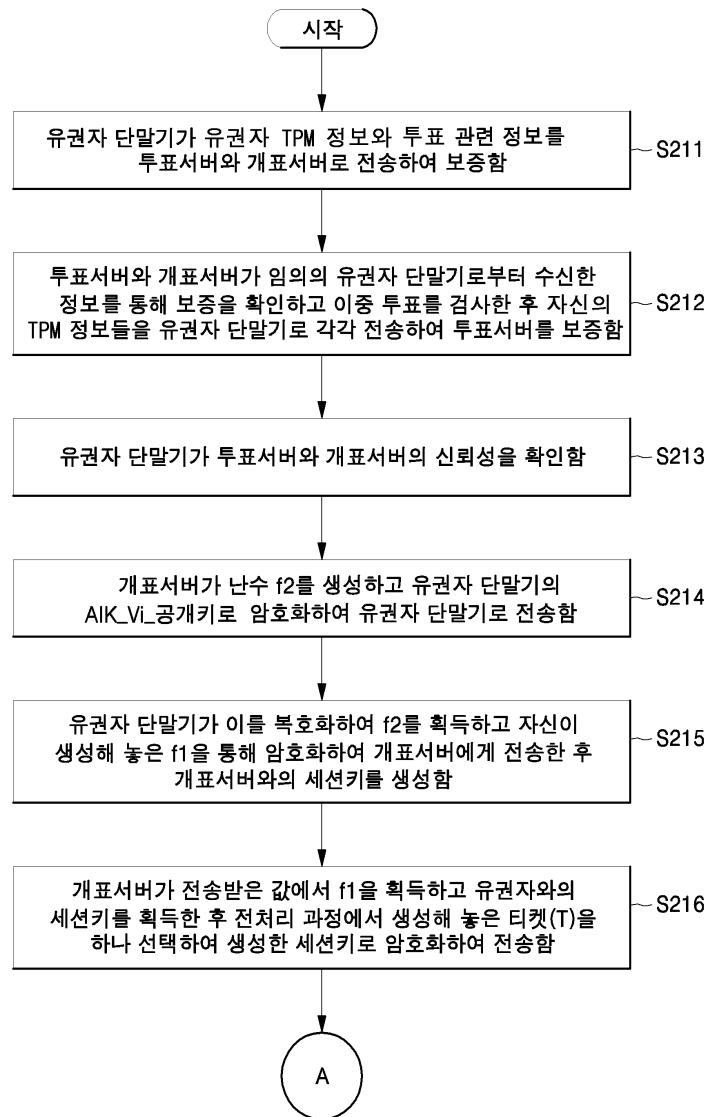 시작
유권자 단말기가 유권자 TPM 정보와 투표 관련 정보를
투표서버와 개표서버로 전송하여 보증함
S211
투표서버와 개표서버가 임의의 유권자 단말기로부터 수신한
정보를 통해 보증을 확인하고 이중 투표를 검사한 후 자신의
TPM 정보들을 유권자 단말기로 각각 전송하여 투표서버를 보증함
S212
유권자 단말기가 투표서버와 개표서버의 신뢰성을 확인함
S213
개표서버가 난수 f2를 생성하고 유권자 단말기의
AIK_Vi_공개키로 암호화하여 유권자 단말기로 전송함
S214
유권자 단말기가 이를 복호화하여 f2를 획득하고 자신이
생성해 놓은 f1을 통해 암호화하여 개표서버에게 전송한 후
개표서버와의 세션키를 생성함
S215
개표서버가 전송받은 값에서 f1을 획득하고 유권자와의
세션키를 획득한 후 전처리 과정에서 생성해 놓은 티켓(T)을
하나 선택하여 생성한 세션키로 암호화하여 전송함
S216
A